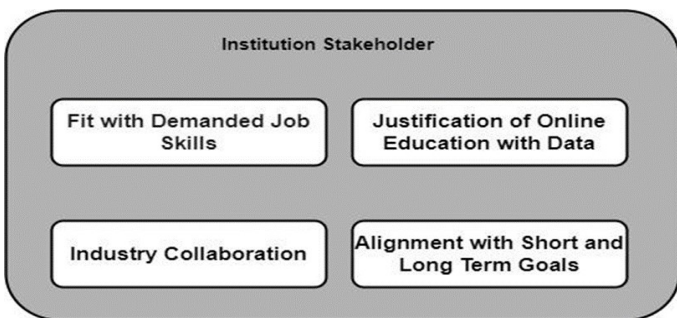 Institution Stakeholder
Fit with Demanded Job
Skills
Justification of Online
Education with Data
Industry Collaboration
Alignment with Short and
Long Term Goals